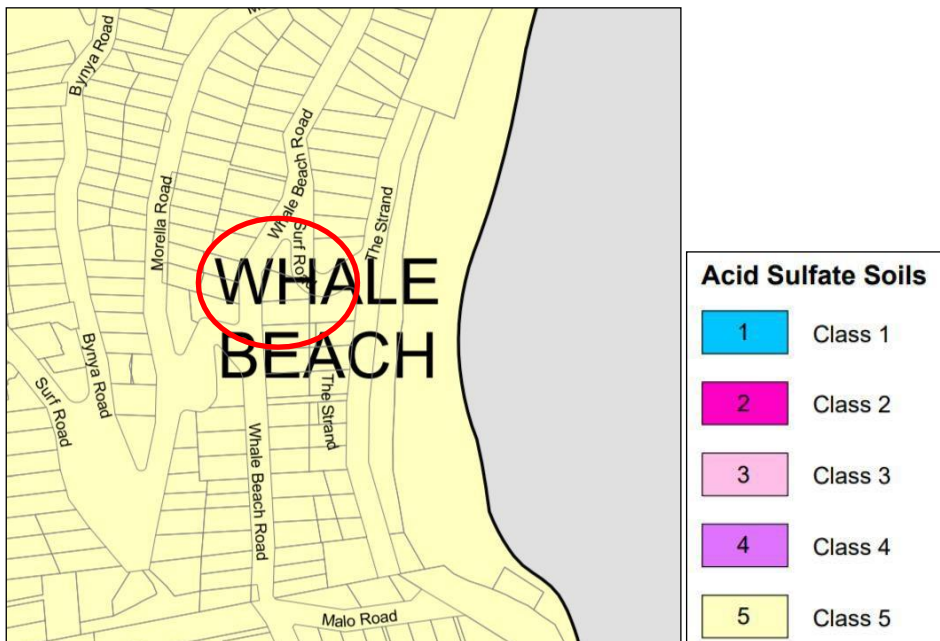 Bynya Road
Morella Road
Whale Beach Road
Surf Road
The Strand
WHALE
BEACH
Bynya Road
Surf Road
The Strand
Whale Beach Road
Malo Road
Acid Sulfate Soils
1 Class 1
2 Class 2
3 Class 3
4 Class 4
5 Class 5